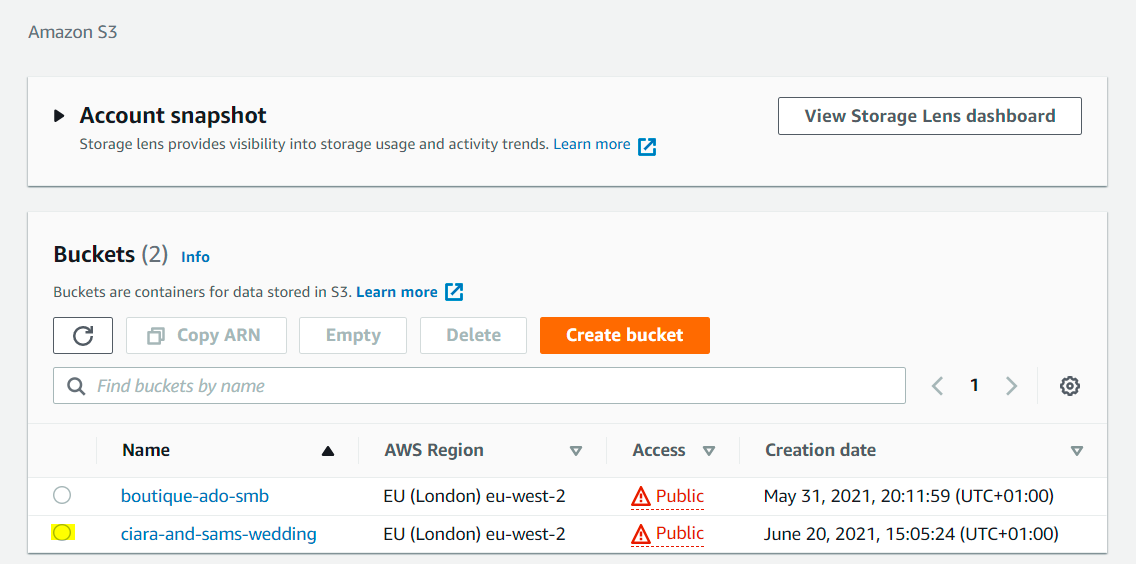 Amazon S3
Account snapshot
View Storage Lens dashboard
Storage lens provides visibility into storage usage and activity trends. Learn more
Buckets (2) Info
Buckets are containers for data stored in S3. Learn more
Copy ARN Empty Delete Create bucket
Find buckets by name 1
Name AWS Region Access Creation date
boutique-ado-smb EU (London) eu-west-2 Public May 31, 2021, 20:11:59 (UTC+01:00)
ciara-and-sams-wedding EU (London) eu-west-2 Public June 20, 2021, 15:05:24 (UTC+01:00)